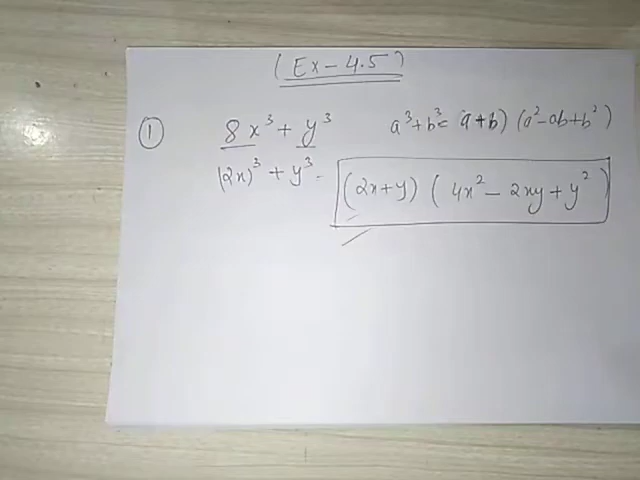 (Ex-4.5)
① 8x³ + y³ a³+b³= a+b) (a²-ab+b²)
(2x)³ + y³ - (2x+y) (4x² - 2xy + y²)